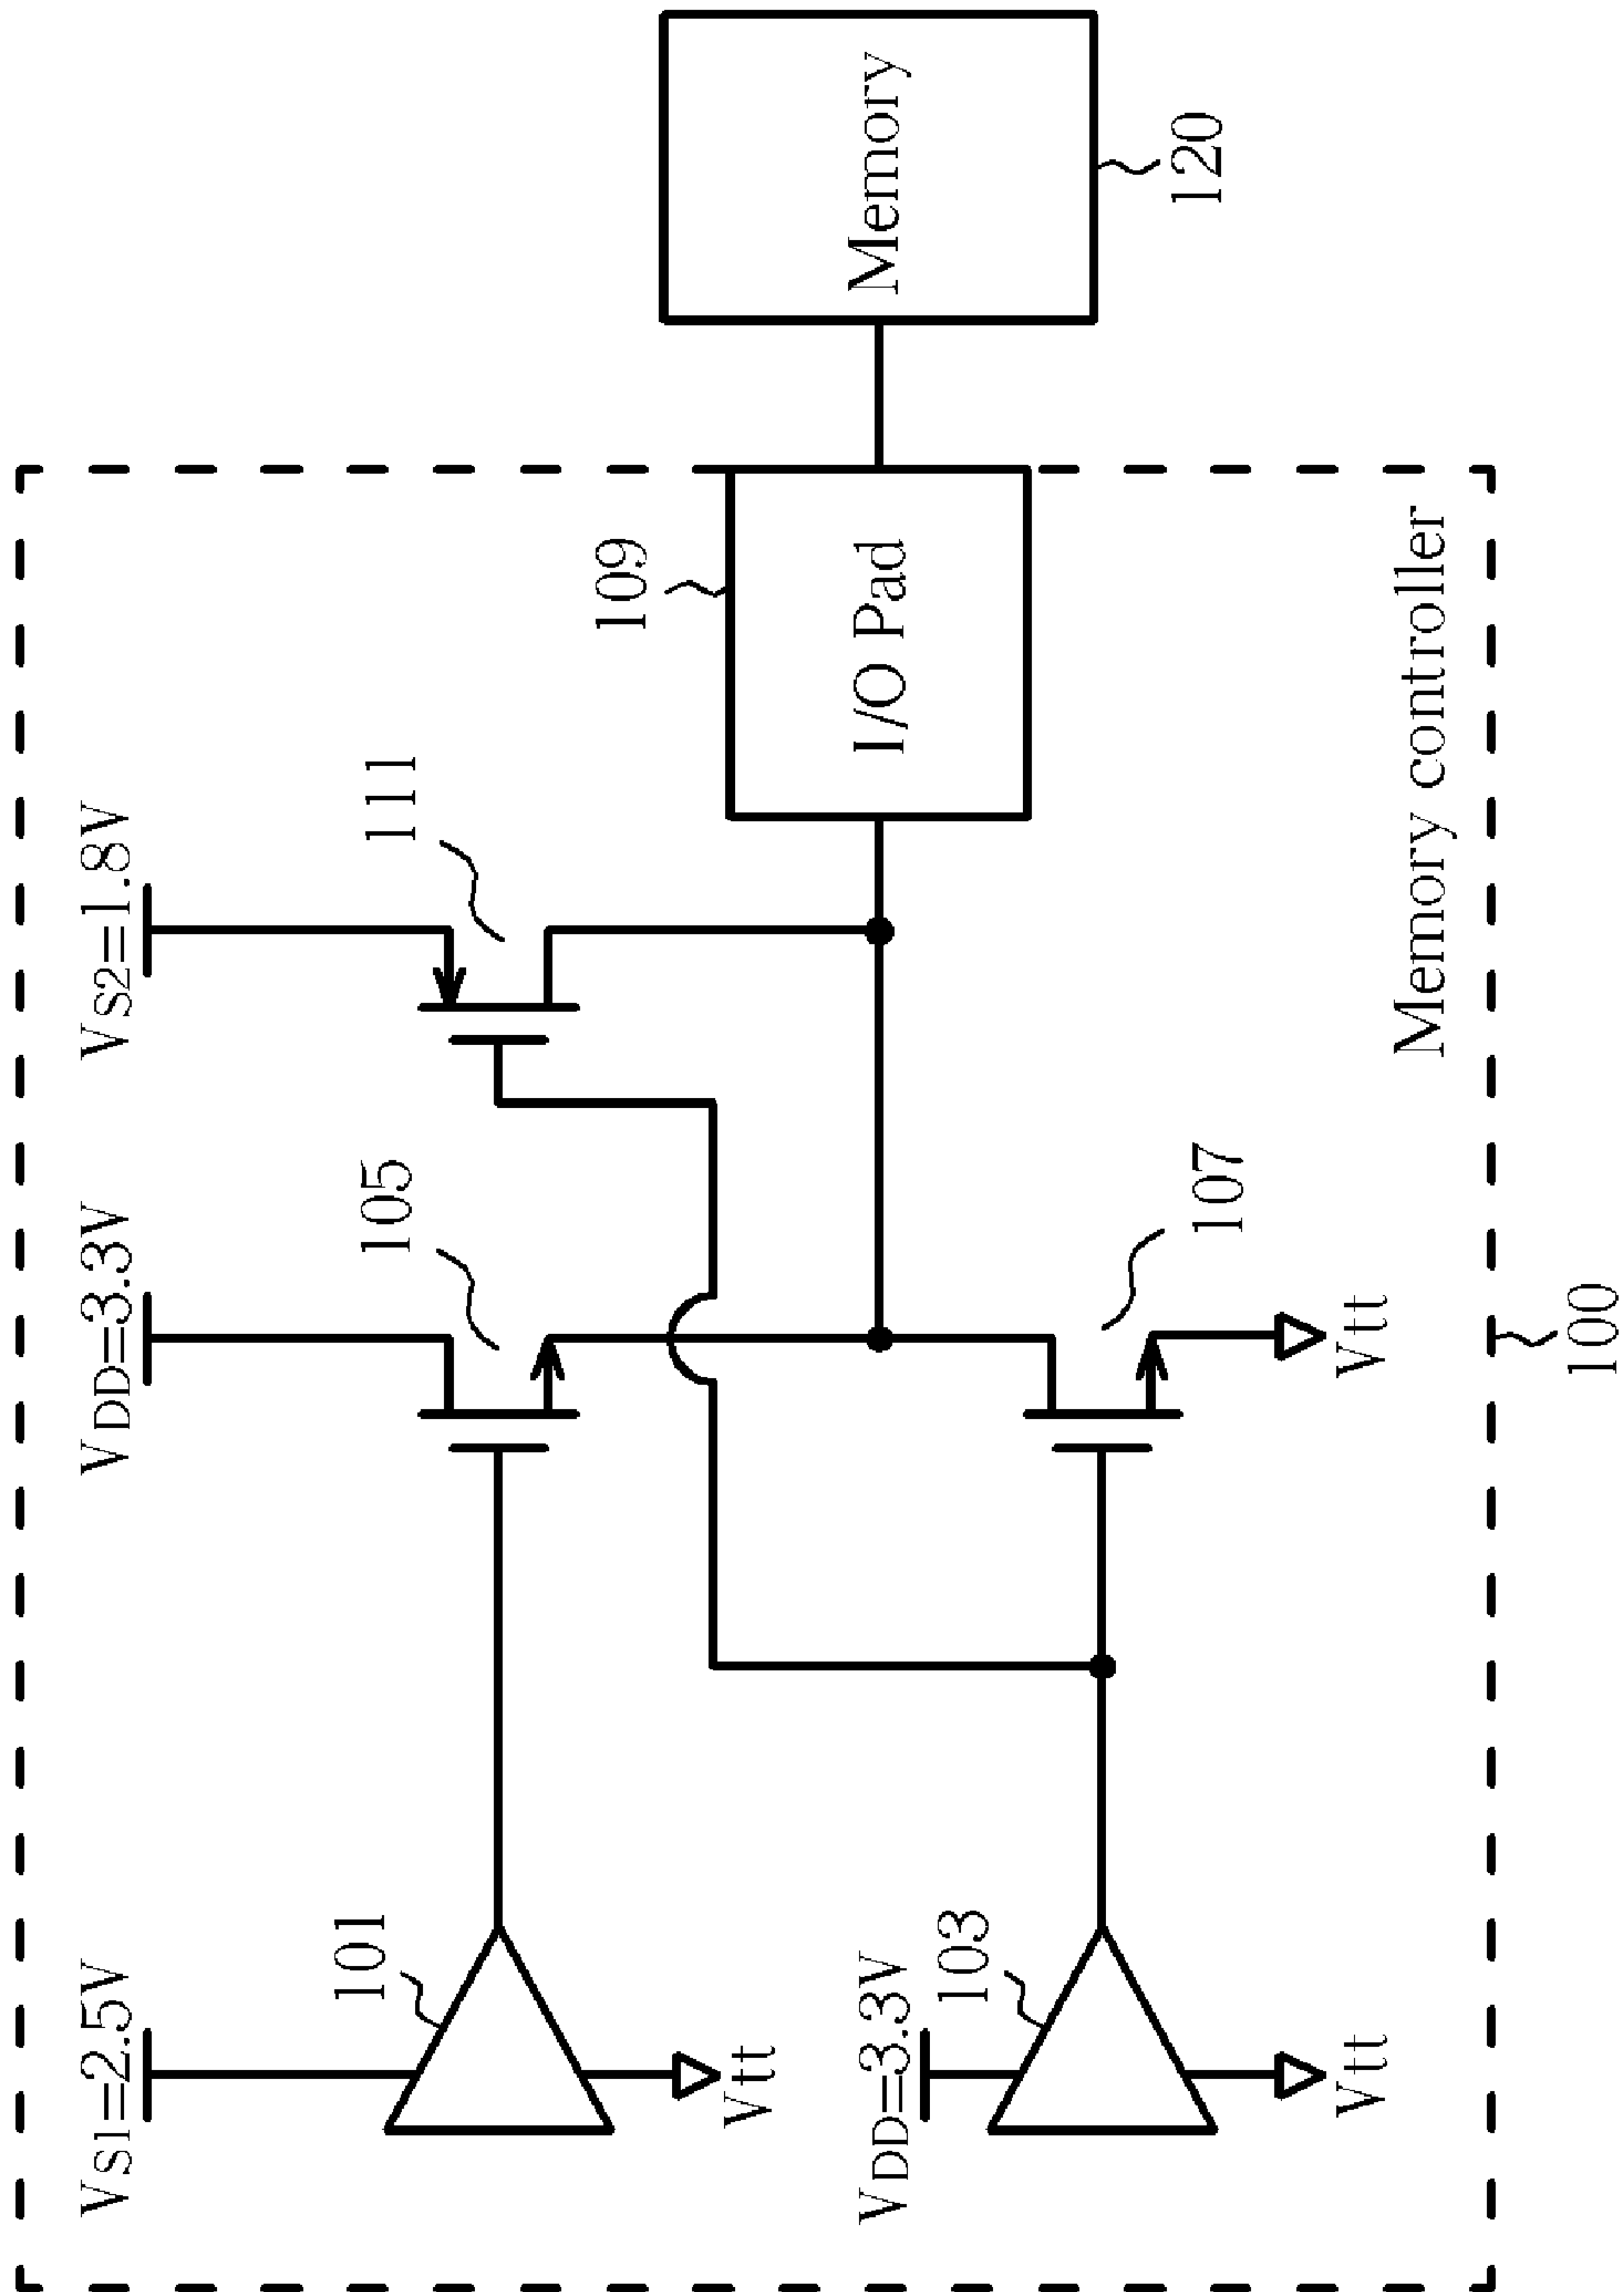 VS1=2.5V
VDD=3.3V
VS2=1.8V
101
105
111
109
Vtt
I/O Pad
Memory
VDD=3.3V
103
107
120
Vtt
Vtt
Memory controller
100